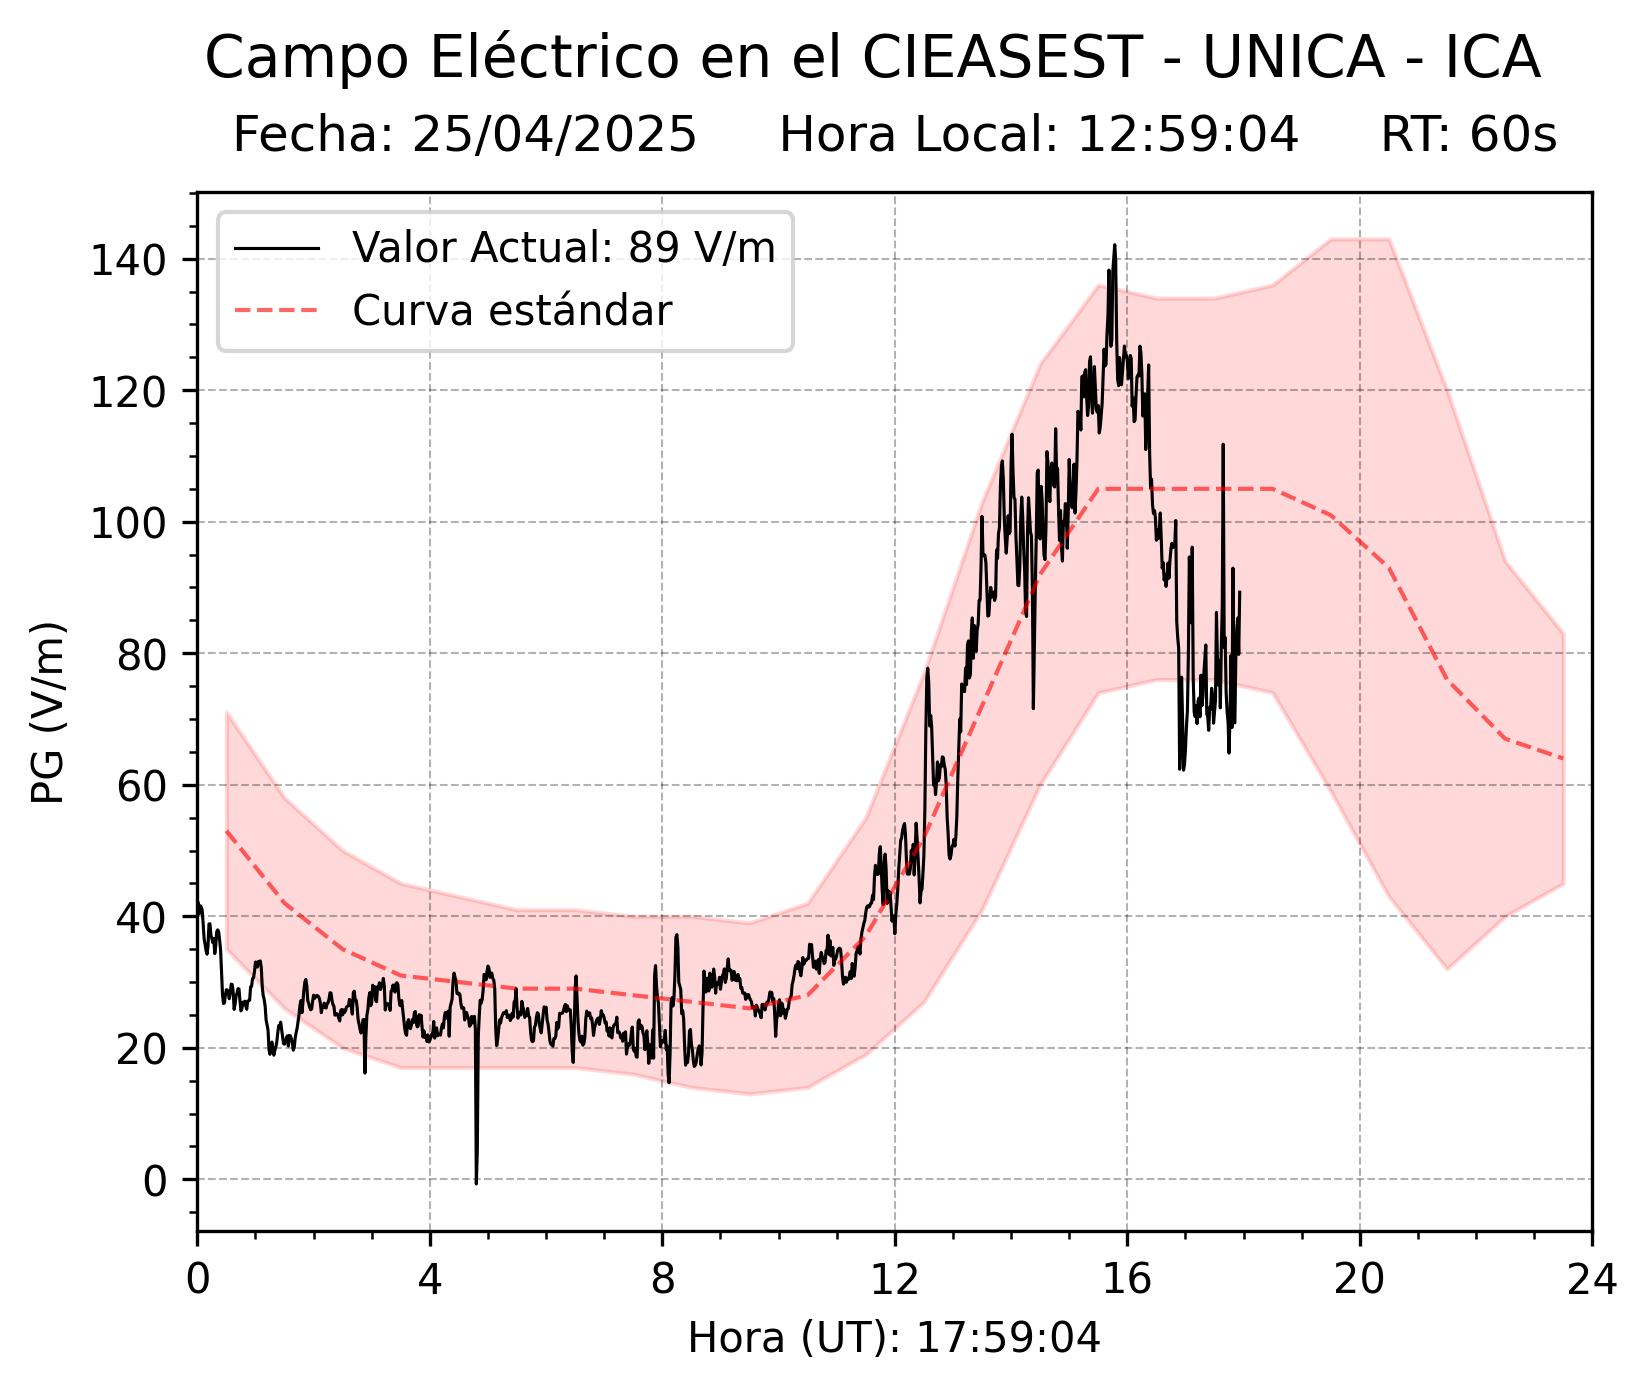 Campo Eléctrico en el CIEASEST - UNICA - ICA
Fecha: 25/04/2025 Hora Local: 12:59:04 RT: 60s
Valor Actual: 89 V/m
Curva estándar
140
120
100
80
60
40
20
0
PG (V/m)
0 4 8 12 16 20 24
Hora (UT): 17:59:04